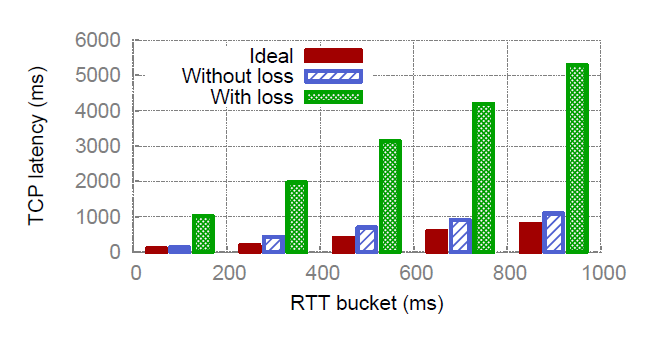 TCP latency (ms)
6000
5000
4000
3000
2000
1000
0
Ideal
Without loss
With loss
0 200 400 600 800 1000
RTT bucket (ms)